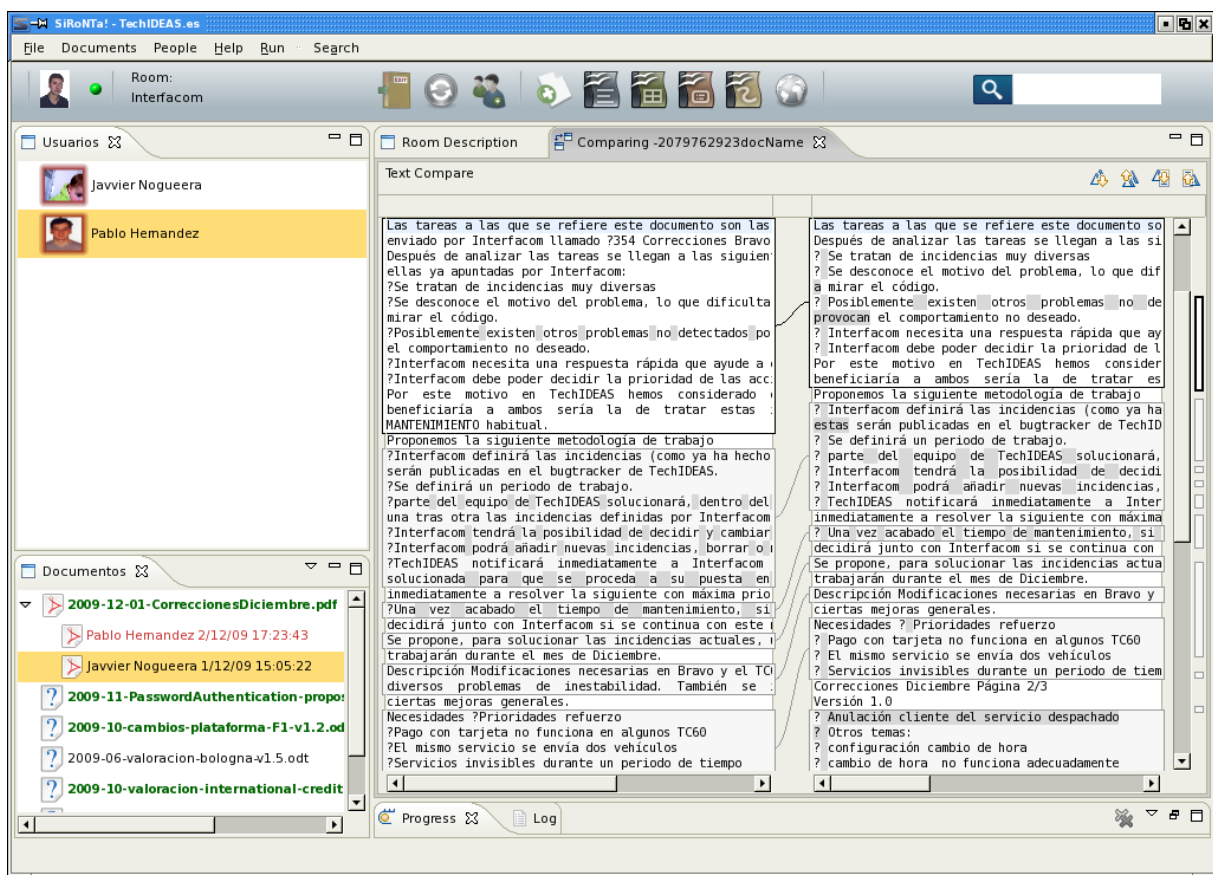 SiRoNTa! - TechIDEAS.es
File Documents People Help Run Search
Room:
Interfacom
EXIT
Usuarios
Javvier Nogueera
Pablo Hernandez
Documentos
2009-12-01-CorreccionesDiciembre.pdf
Pablo Hernandez 2/12/09 17:23:43
Javvier Nogueera 1/12/09 15:05:22
2009-11-PasswordAuthentication-propos
2009-10-cambios-plataforma-F1-v1.2.od
2009-06-valoracion-bologna-v1.5.odt
2009-10-valoracion-international-credit
Room Description
Comparing -2079762923docName
Text Compare
Las tareas a las que se refiere este documento son las
enviado por Interfacom llamado ?354 Correcciones Bravo
Después de analizar las tareas se llegan a las siguien
ellas ya apuntadas por Interfacom:
?Se tratan de incidencias muy diversas
?Se desconoce el motivo del problema, lo que dificulta
mirar el código.
?Posiblemente existen otros problemas no detectados po
el comportamiento no deseado.
?Interfacom necesita una respuesta rápida que ayude a
?Interfacom debe poder decidir la prioridad de las acc
Por este motivo en TechIDEAS hemos considerado
beneficiaría a ambos sería la de tratar estas
MANTENIMIENTO habitual.
Proponemos la siguiente metodología de trabajo
?Interfacom definirá las incidencias (como ya ha hecho
serán publicadas en el bugtracker de TechIDEAS.
?Se definirá un periodo de trabajo.
?parte del equipo de TechIDEAS solucionará, dentro del
una tras otra las incidencias definidas por Interfacom
?Interfacom tendrá la posibilidad de decidir y cambiar
?Interfacom podrá añadir nuevas incidencias, borrar o
?TechIDEAS notificará inmediatamente a Interfacom
solucionada para que se proceda a su puesta en
inmediatamente a resolver la siguiente con máxima prio
?Una vez acabado el tiempo de mantenimiento, si
decidirá junto con Interfacom si se continua con este
Se propone, para solucionar las incidencias actuales,
trabajarán durante el mes de Diciembre.
Descripción Modificaciones necesarias en Bravo y el TC
diversos problemas de inestabilidad. También se
ciertas mejoras generales.
Necesidades ?Prioridades refuerzo
?Pago con tarjeta no funciona en algunos TC60
?El mismo servicio se envía dos vehículos
?Servicios invisibles durante un periodo de tiempo
Las tareas a las que se refiere este documento so
Después de analizar las tareas se llegan a las si
? Se tratan de incidencias muy diversas
? Se desconoce el motivo del problema, lo que dif
a mirar el código.
? Posiblemente existen otros problemas no de
provocan el comportamiento no deseado.
? Interfacom necesita una respuesta rápida que ay
? Interfacom debe poder decidir la prioridad de l
Por este motivo en TechIDEAS hemos consider
beneficiaría a ambos sería la de tratar es
Proponemos la siguiente metodología de trabajo
? Interfacom definirá las incidencias (como ya ha
estas serán publicadas en el bugtracker de TechID
? Se definirá un periodo de trabajo.
? parte del equipo de TechIDEAS solucionará,
? Interfacom tendrá la posibilidad de decidi
? Interfacom podrá añadir nuevas incidencias,
? TechIDEAS notificará inmediatamente a Inter
inmediatamente a resolver la siguiente con máxima
? Una vez acabado el tiempo de mantenimiento, si
decidirá junto con Interfacom si se continua con
Se propone, para solucionar las incidencias actua
trabajarán durante el mes de Diciembre.
Descripción Modificaciones necesarias en Bravo y
ciertas mejoras generales.
Necesidades ? Prioridades refuerzo
? Pago con tarjeta no funciona en algunos TC60
? El mismo servicio se envía dos vehículos
? Servicios invisibles durante un periodo de tiem
Correcciones Diciembre Página 2/3
Versión 1.0
? Anulación cliente del servicio despachado
? Otros temas:
? configuración cambio de hora
? cambio de hora no funciona adecuadamente
Progress
Log